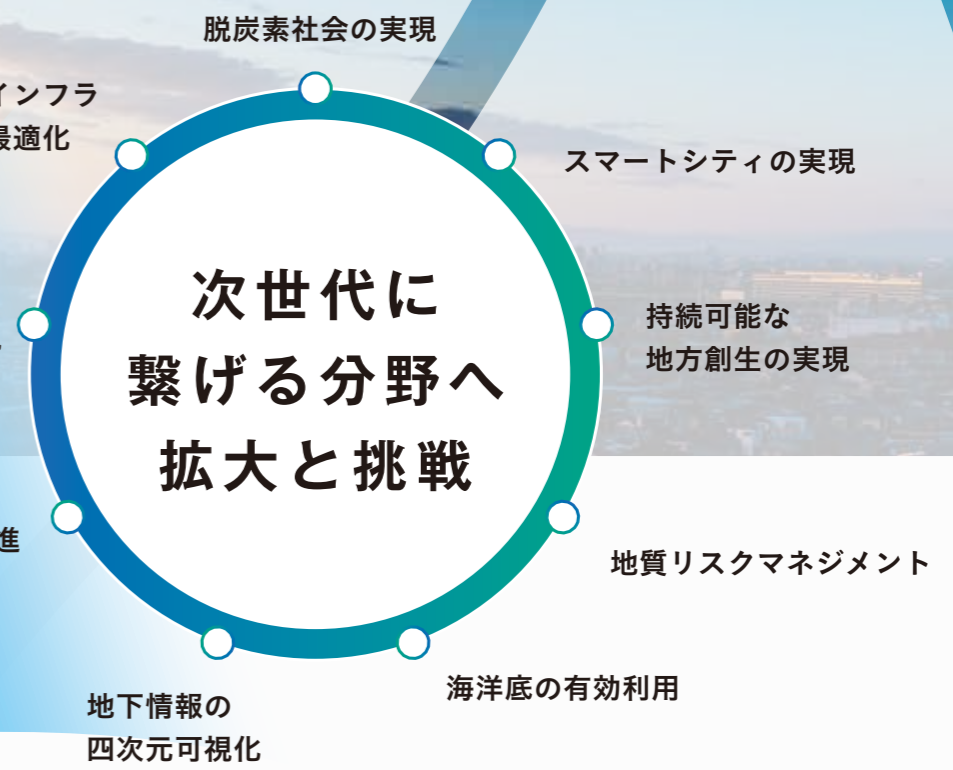 脱炭素社会の実現
インフラ
最適化
スマートシティの実現
次世代に
繋げる分野へ
拡大と挑戦
持続可能な
地方創生の実現
進
地質リスクマネジメント
海洋底の有効利用
地下情報の
四次元可視化